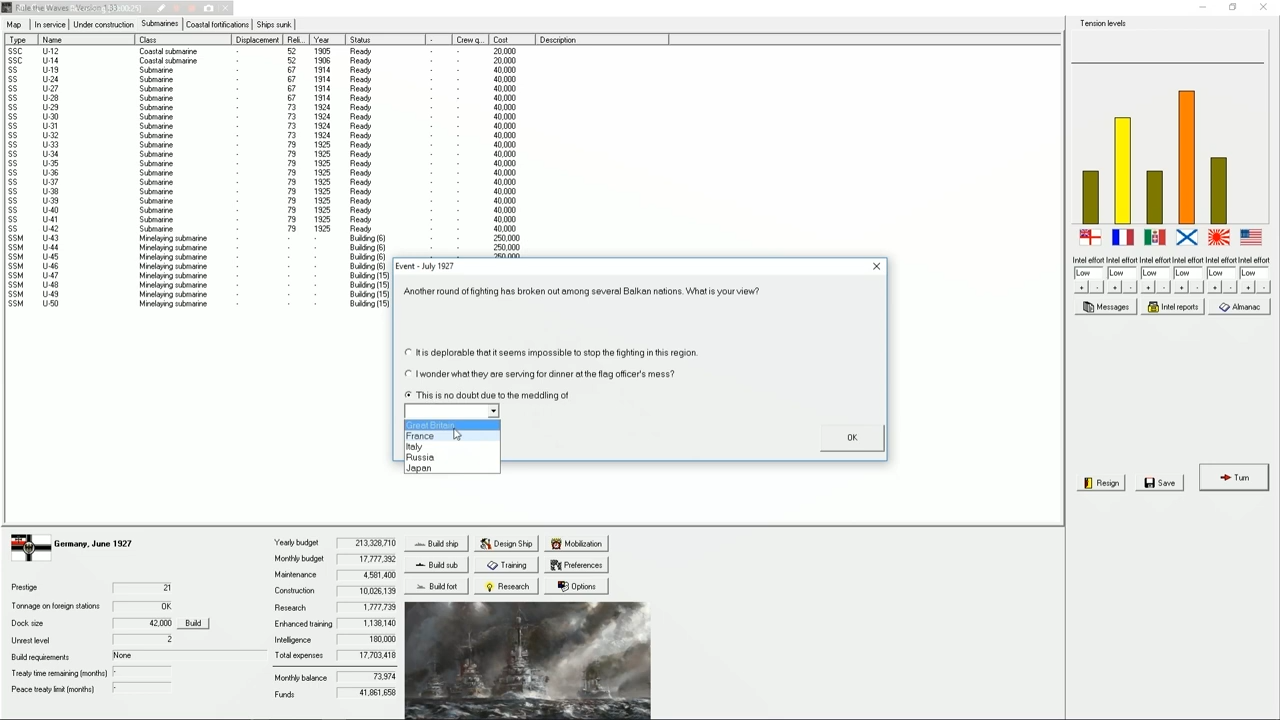 Rule the Waves - Version 1.33
Map In service Under construction Submarines Coastal fortifications Ships sunk
Type Name Class Displacement Reli... Year Status - Crew q... Cost Description
SSC U-12 Coastal submarine - 52 1905 Ready - - 20,000
SSC U-14 Coastal submarine - 52 1906 Ready - - 20,000
SS U-19 Submarine - 67 1914 Ready - - 40,000
SS U-24 Submarine - 67 1914 Ready - - 40,000
SS U-27 Submarine - 67 1914 Ready - - 40,000
SS U-28 Submarine - 67 1914 Ready - - 40,000
SS U-29 Submarine - 73 1924 Ready - - 40,000
SS U-30 Submarine - 73 1924 Ready - - 40,000
SS U-31 Submarine - 73 1924 Ready - - 40,000
SS U-32 Submarine - 73 1924 Ready - - 40,000
SS U-33 Submarine - 79 1925 Ready - - 40,000
SS U-34 Submarine - 79 1925 Ready - - 40,000
SS U-35 Submarine - 79 1925 Ready - - 40,000
SS U-36 Submarine - 79 1925 Ready - - 40,000
SS U-37 Submarine - 79 1925 Ready - - 40,000
SS U-38 Submarine - 79 1925 Ready - - 40,000
SS U-39 Submarine - 79 1925 Ready - - 40,000
SS U-40 Submarine - 79 1925 Ready - - 40,000
SS U-41 Submarine - 79 1925 Ready - - 40,000
SS U-42 Submarine - 79 1925 Ready - - 40,000
SSM U-43 Minelaying submarine - - - Building (6) - - 250,000
SSM U-44 Minelaying submarine - - - Building (6) - - 250,000
SSM U-45 Minelaying submarine - - - Building (6) - - 250,000
SSM U-46 Minelaying submarine - - - Building (6)
SSM U-47 Minelaying submarine - - - Building (15)
SSM U-48 Minelaying submarine - - - Building (15)
SSM U-49 Minelaying submarine - - - Building (15)
SSM U-50 Minelaying submarine - - - Building (15)
Event - July 1927
Another round of fighting has broken out among several Balkan nations. What is your view?
It is deplorable that it seems impossible to stop the fighting in this region.
I wonder what they are serving for dinner at the flag officer's mess?
This is no doubt due to the meddling of
Great Britain
France
Italy
Russia
Japan
OK
Tension levels
Intel effort Intel effort Intel effort Intel effort Intel effort Intel effort
Low Low Low Low Low Low
+ - + - + - + - + - + -
Messages Intel reports Almanac
Resign Save Turn
Germany, June 1927
Prestige 21
Tonnage on foreign stations OK
Dock size 42,000 Build
Unrest level 2
Build requirements None
Treaty time remaining (months) -
Peace treaty limit (months) -
Yearly budget 213,328,710
Monthly budget 17,777,392
Maintenance 4,581,400
Construction 10,026,139
Research 1,777,739
Enhanced training 1,138,140
Intelligence 180,000
Total expenses 17,703,418
Monthly balance 73,974
Funds 41,861,658
Build ship Design Ship Mobilization
Build sub Training Preferences
Build fort Research Options